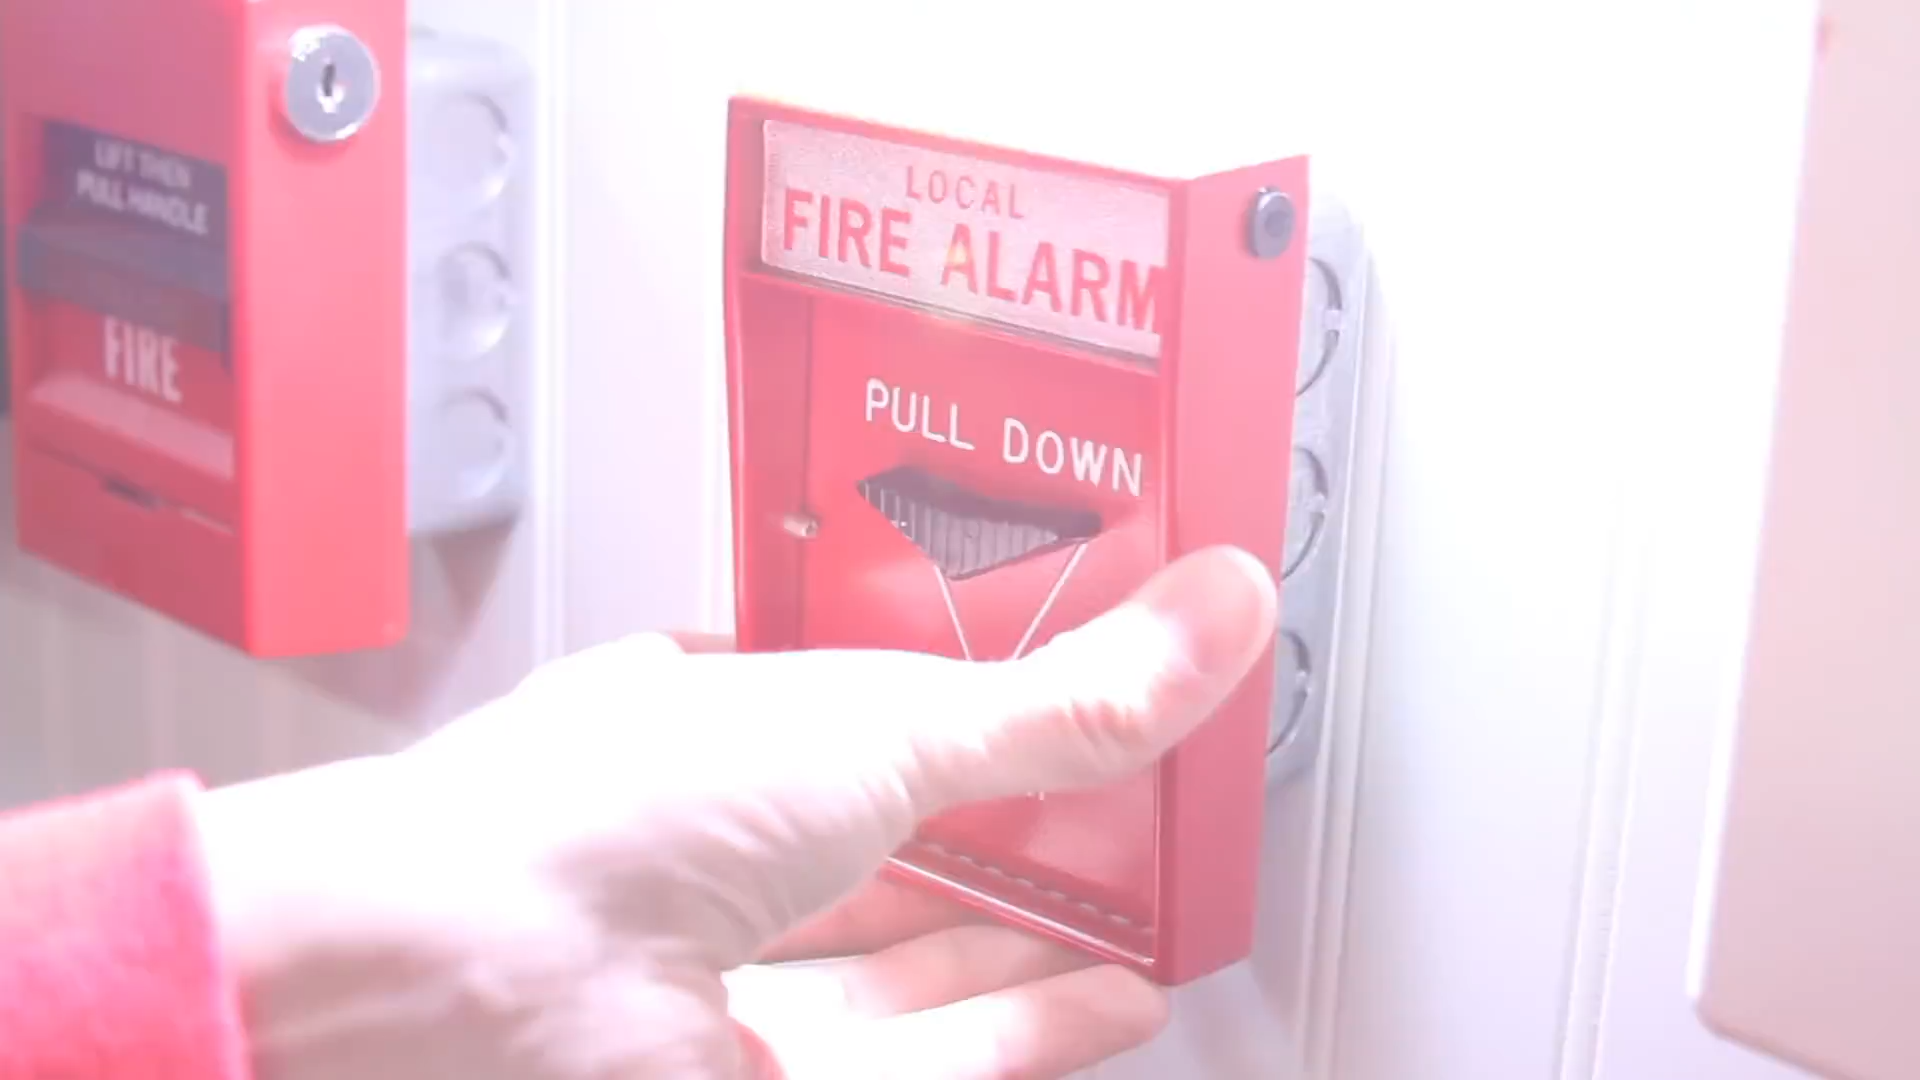 LIFT THEN
PULL HANDLE
FIRE
LOCAL
FIRE ALARM
PULL DOWN